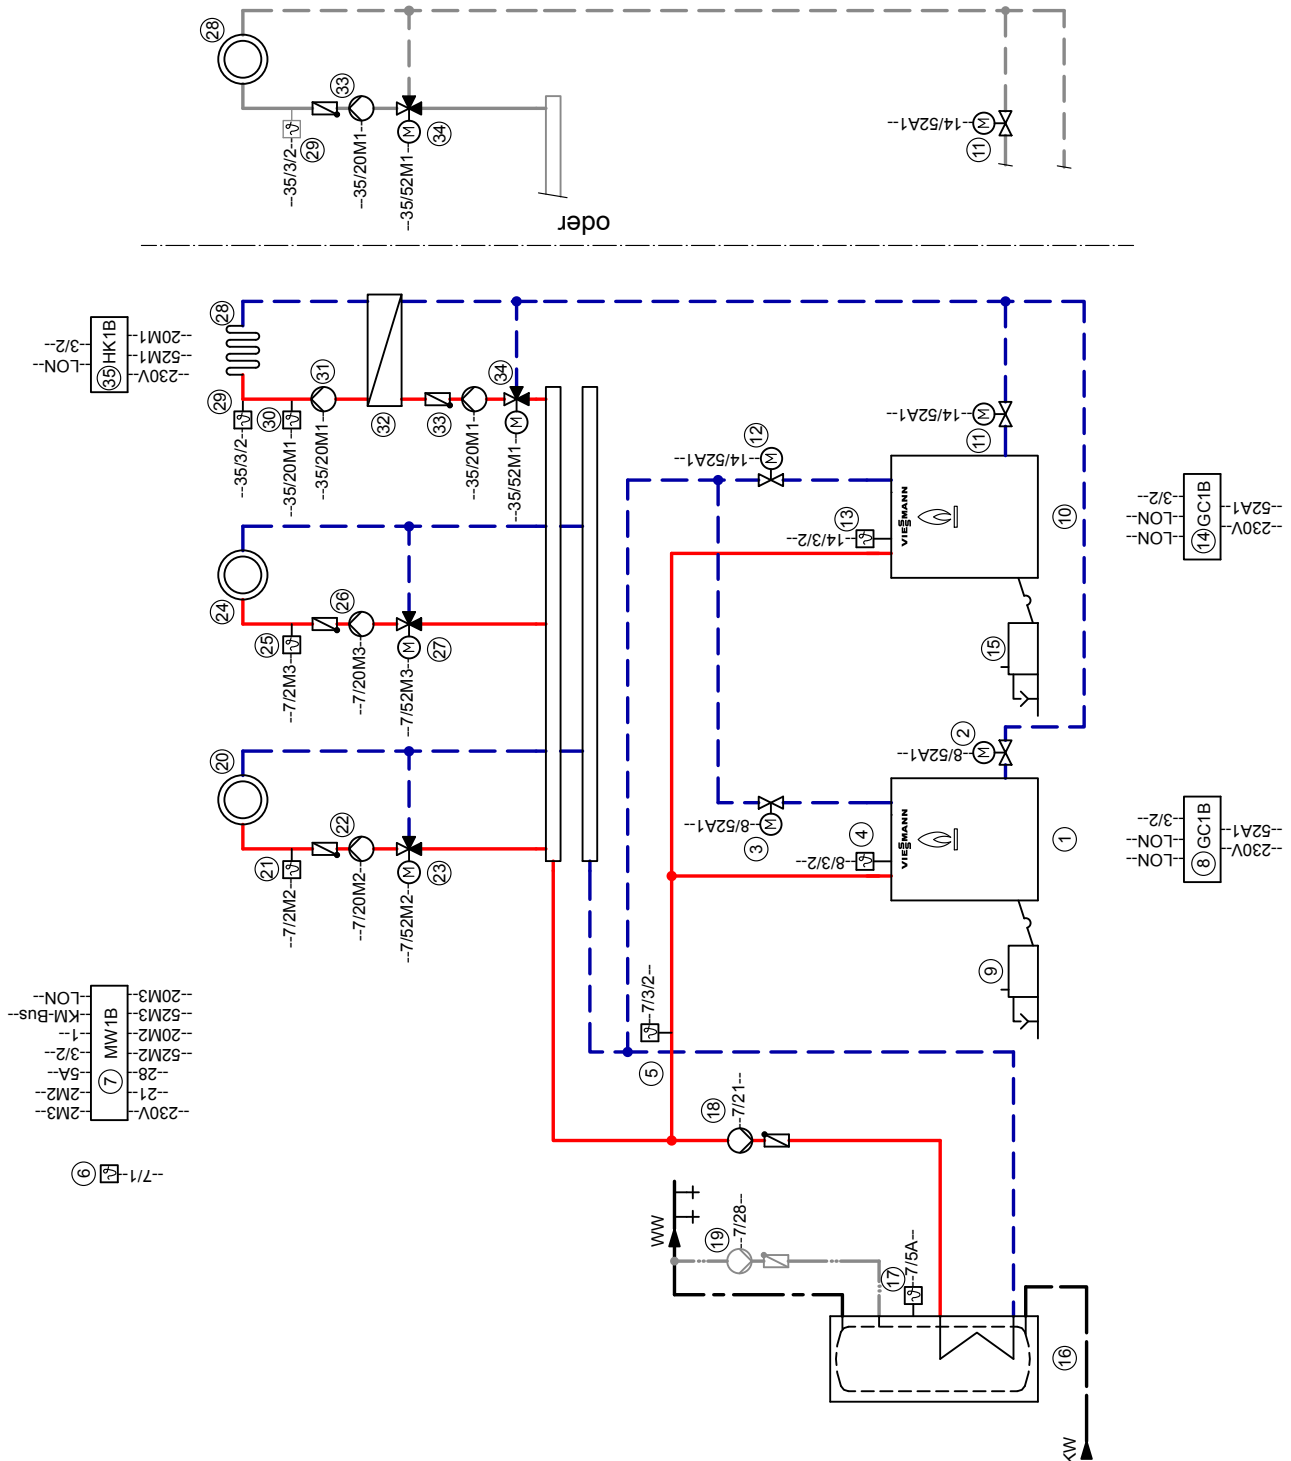 28
33
29
34
--35/3/2--
--35/20M1--
--35/52M1--
--14/52A1--
11
oder
35 HK1B
--3/2--
--LON--
--20M1--
--52M1--
--230V--
28
29
30
31
32
33
34
--35/3/2--
--35/20M1--
--35/20M1--
--35/20M1--
--35/52M1--
12
--14/52A1--
--14/52A1--
11
13
--14/3/2--
VIESMANN
10
15
14 GC1B
--3/2--
--LON--
--LON--
--52A1--
--230V--
24
25
26
27
--7/2M3--
--7/20M3--
--7/52M3--
20
21
22
23
--7/2M2--
--7/20M2--
--7/52M2--
2
--8/52A1--
3
--8/52A1--
4
--8/3/2--
VIESMANN
1
9
8 GC1B
--3/2--
--LON--
--LON--
--52A1--
--230V--
7 MW1B
--LON--
--KM-Bus--
--1--
--3/2--
--5A--
--2M2--
--2M3--
--20M3--
--52M3--
--20M2--
--52M2--
--28--
--21--
--230V--
6
--7/1--
5
--7/3/2--
18
--7/21--
WW
19
--7/28--
17
--7/5A--
16
KW